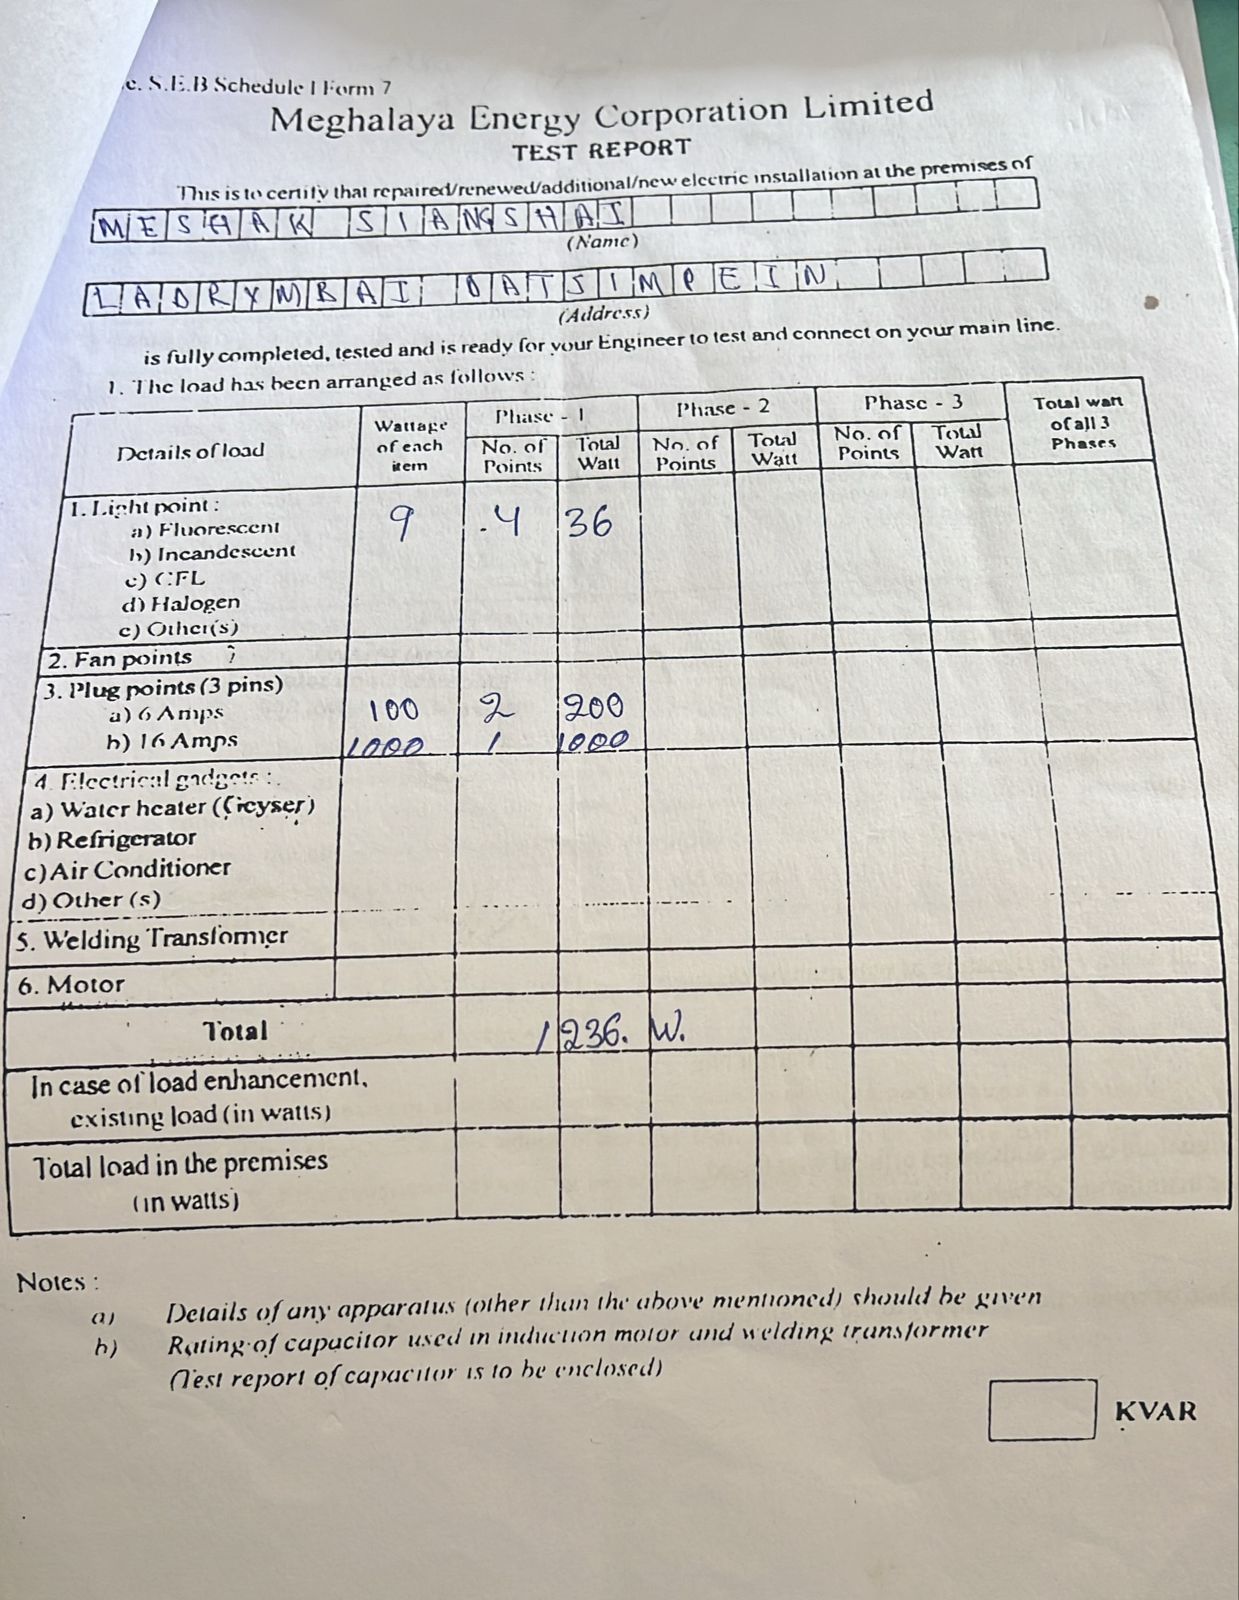 c. S.E.B Schedule I Form 7
Meghalaya Energy Corporation Limited
TEST REPORT
This is to certify that repaired/renewed/additional/new electric installation at the premises of
MESHAK SIANGSHAI
(Name)
LADRYMBAI DATSIMPEIN
(Address)
is fully completed, tested and is ready for your Engineer to test and connect on your main line.
1. The load has been arranged as follows :
Details of load Wattage of each item Phase - 1 Phase - 2 Phase - 3 Total watt of all 3 Phases
No. of Points Total Watt No. of Points Total Watt No. of Points Total Watt
1. Light point :
a) Fluorescent 9 4 36
b) Incandescent
c) CFL
d) Halogen
e) Other(s)
2. Fan points
3. Plug points (3 pins)
a) 6 Amps 100 2 200
b) 16 Amps 1000 1 1000
4. Electrical gadgets :
a) Water heater (Geyser)
b) Refrigerator
c) Air Conditioner
d) Other (s)
5. Welding Transformer
6. Motor
Total 1236. W.
In case of load enhancement,
existing load (in watts)
Total load in the premises
(in watts)
Notes :
a) Details of any apparatus (other than the above mentioned) should be given
b) Rating of capacitor used in induction motor and welding transformer
(Test report of capacitor is to be enclosed)
KVAR